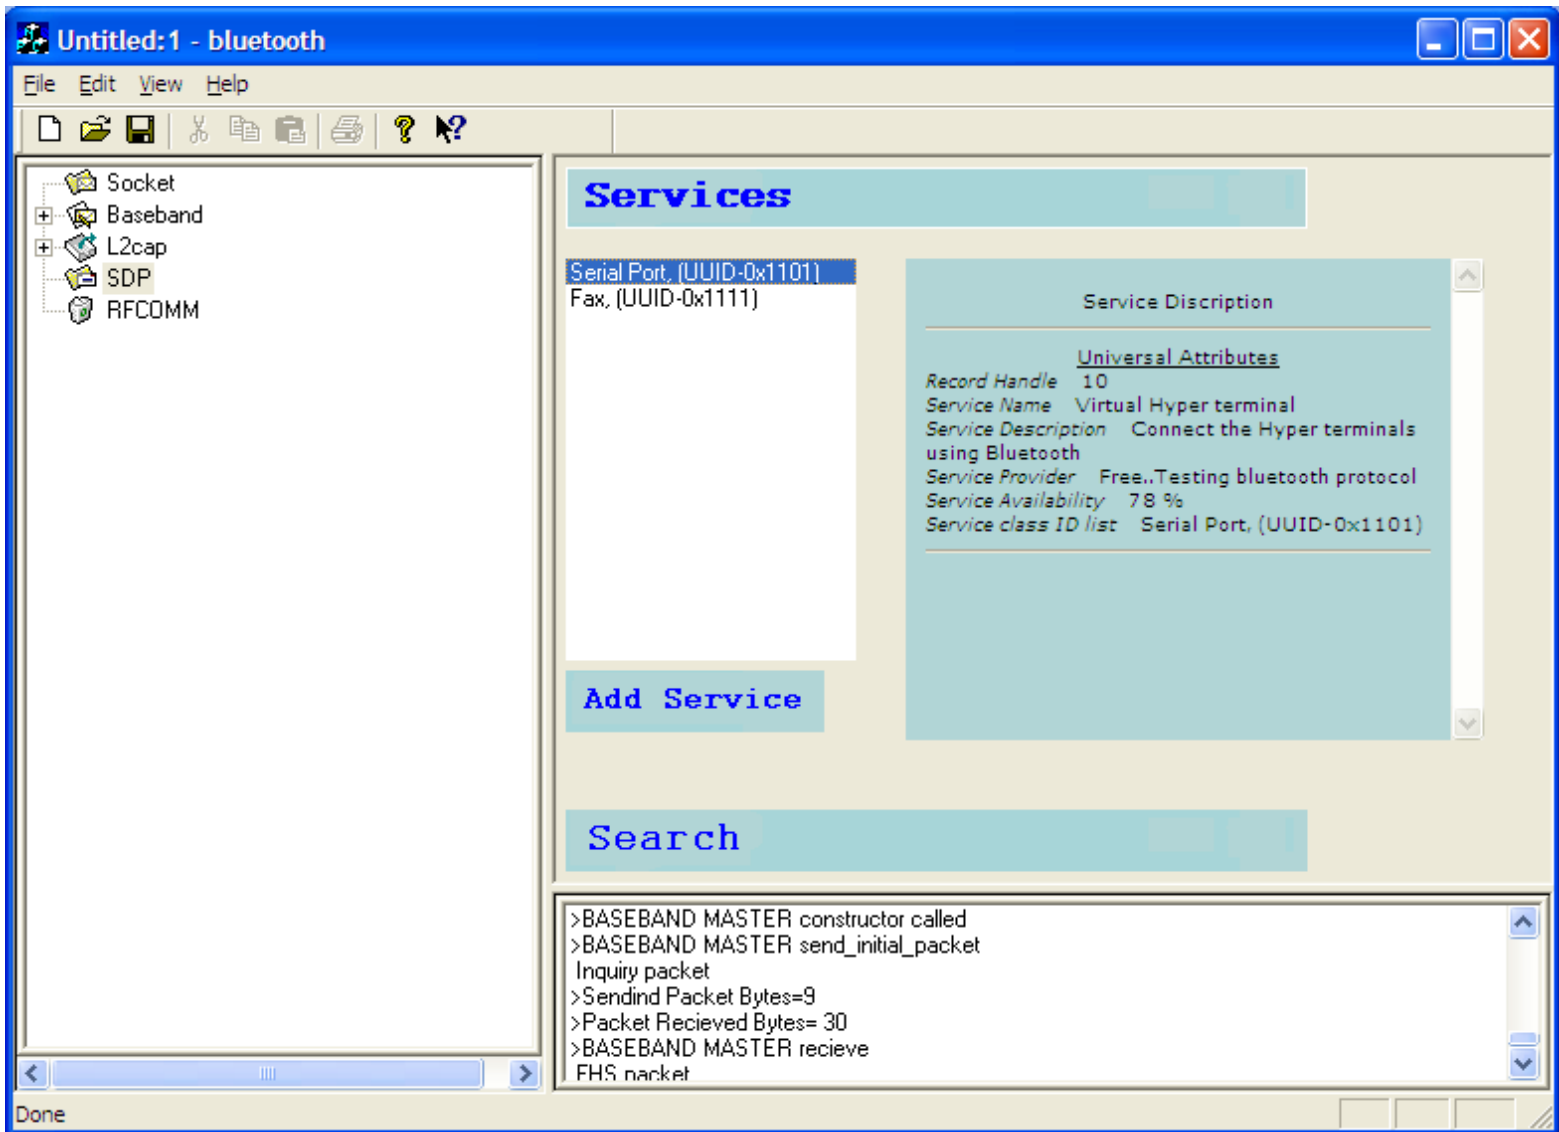 Untitled:1 - bluetooth
File Edit View Help
Socket
Baseband
L2cap
SDP
RFCOMM
Services
Serial Port, (UUID-0x1101)
Fax, (UUID-0x1111)
Service Discription
Universal Attributes
Record Handle 10
Service Name Virtual Hyper terminal
Service Description Connect the Hyper terminals
using Bluetooth
Service Provider Free..Testing bluetooth protocol
Service Availability 78 %
Service class ID list Serial Port, (UUID-0x1101)
Add Service
Search
>BASEBAND MASTER constructor called
>BASEBAND MASTER send_initial_packet
Inquiry packet
>Sendind Packet Bytes=9
>Packet Recieved Bytes= 30
>BASEBAND MASTER recieve
FHS packet
Done